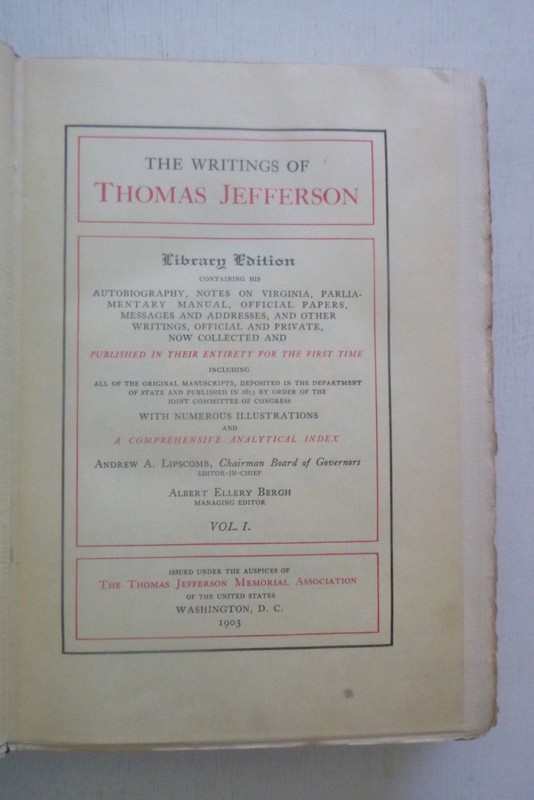 THE WRITINGS OF
THOMAS JEFFERSON
Library Edition
CONTAINING HIS
AUTOBIOGRAPHY, NOTES ON VIRGINIA, PARLIA-
MENTARY MANUAL, OFFICIAL PAPERS,
MESSAGES AND ADDRESSES, AND OTHER
WRITINGS, OFFICIAL AND PRIVATE,
NOW COLLECTED AND
PUBLISHED IN THEIR ENTIRETY FOR THE FIRST TIME
INCLUDING
ALL OF THE ORIGINAL MANUSCRIPTS, DEPOSITED IN THE DEPARTMENT
OF STATE AND PUBLISHED IN 1853 BY ORDER OF THE
JOINT COMMITTEE OF CONGRESS
WITH NUMEROUS ILLUSTRATIONS
AND
A COMPREHENSIVE ANALYTICAL INDEX
ANDREW A. LIPSCOMB, Chairman Board of Governors
EDITOR-IN-CHIEF
ALBERT ELLERY BERGH
MANAGING EDITOR
VOL. I.
ISSUED UNDER THE AUSPICES OF
THE THOMAS JEFFERSON MEMORIAL ASSOCIATION
OF THE UNITED STATES
WASHINGTON, D. C.
1903